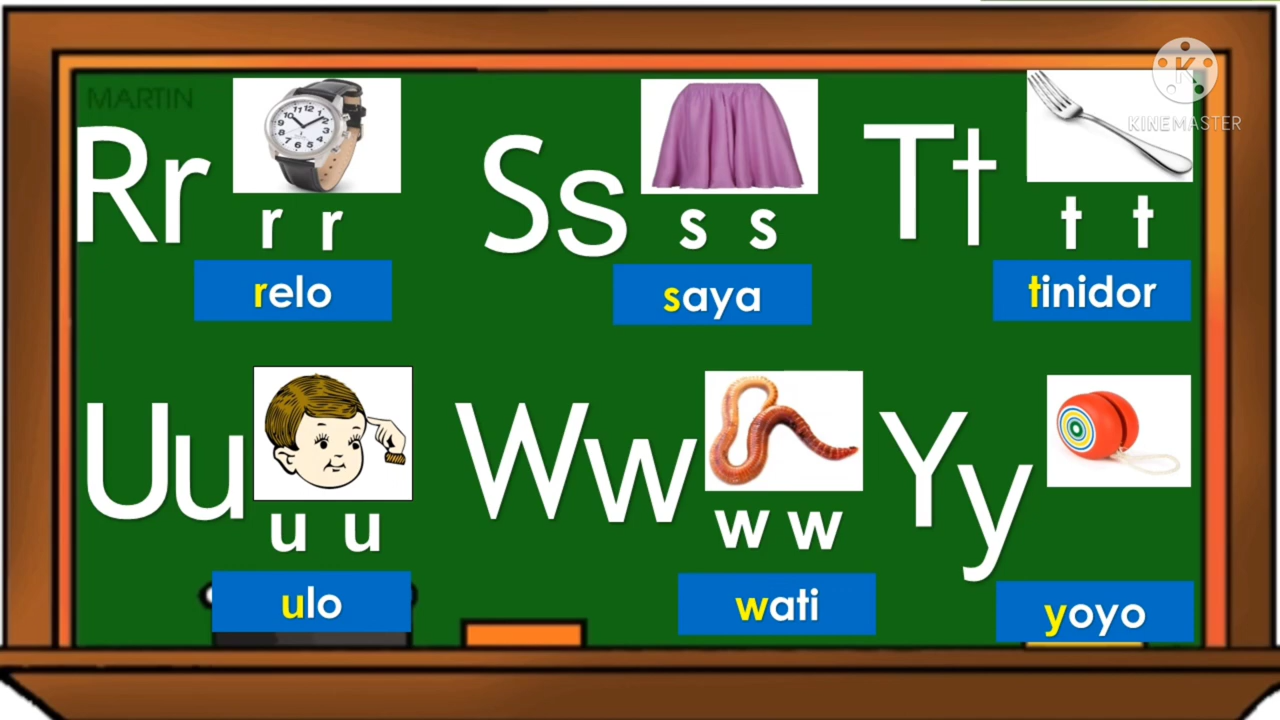 MARTIN
KINEMASTER
Rr
r r
relo
Ss
s s
saya
Tt
t t
tinidor
Uu
u u
ulo
Ww
w w
wati
Yy
yoyo